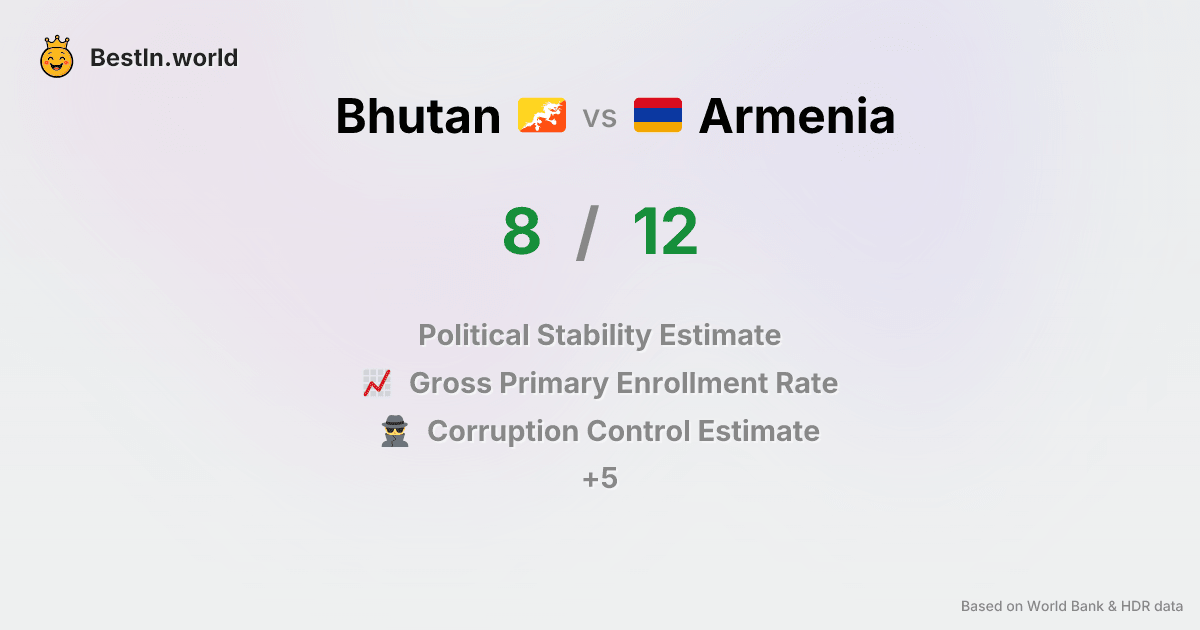 BestIn.world
Bhutan vs Armenia
8 / 12
Political Stability Estimate
Gross Primary Enrollment Rate
Corruption Control Estimate
+5
Based on World Bank & HDR data